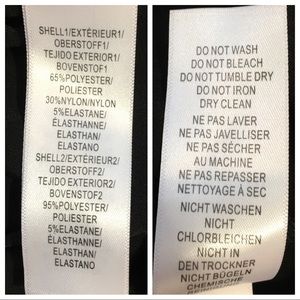 SHELL1/EXTÉRIEUR1/
OBERSTOFF1/
TEJIDO EXTERIOR1/
BOVENSTOF1
65%POLYESTER/
POLIESTER
30%NYLON/NYLON
5%ELASTANE/
ÉLASTHANNE/
ELASTHAN/
ELASTANO
SHELL2/EXTÉRIEUR2/
OBERSTOFF2/
TEJIDO EXTERIOR2/
BOVENSTOF2
95%POLYESTER/
POLIESTER
5%ELASTANE/
ÉLASTHANNE/
ELASTHAN/
ELASTANO
DO NOT WASH
DO NOT BLEACH
DO NOT TUMBLE DRY
DO NOT IRON
DRY CLEAN
NE PAS LAVER
NE PAS JAVELLISER
NE PAS SÉCHER
AU MACHINE
NE PAS REPASSER
NETTOYAGE À SEC
NICHT WASCHEN
NICHT
CHLORBLEICHEN
NICHT IN
DEN TROCKNER
NICHT BÜGELN
CHEMISCHE